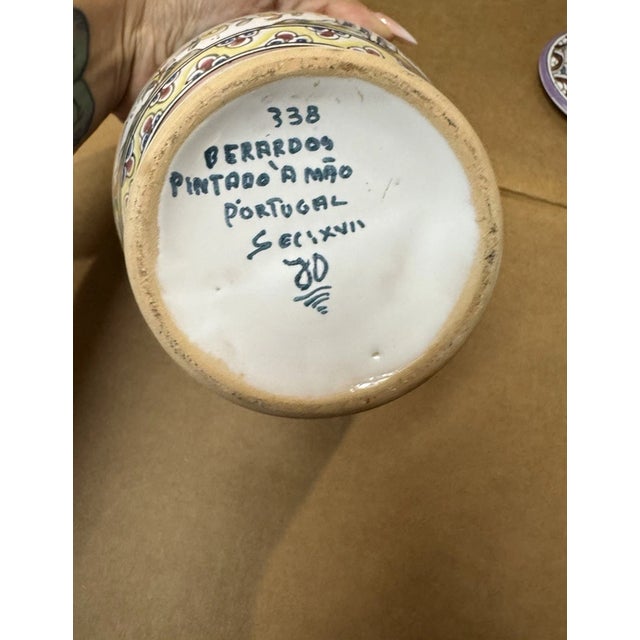 338
BERARDOS
PINTADO À MÃO
PORTUGAL
SEC. XVII